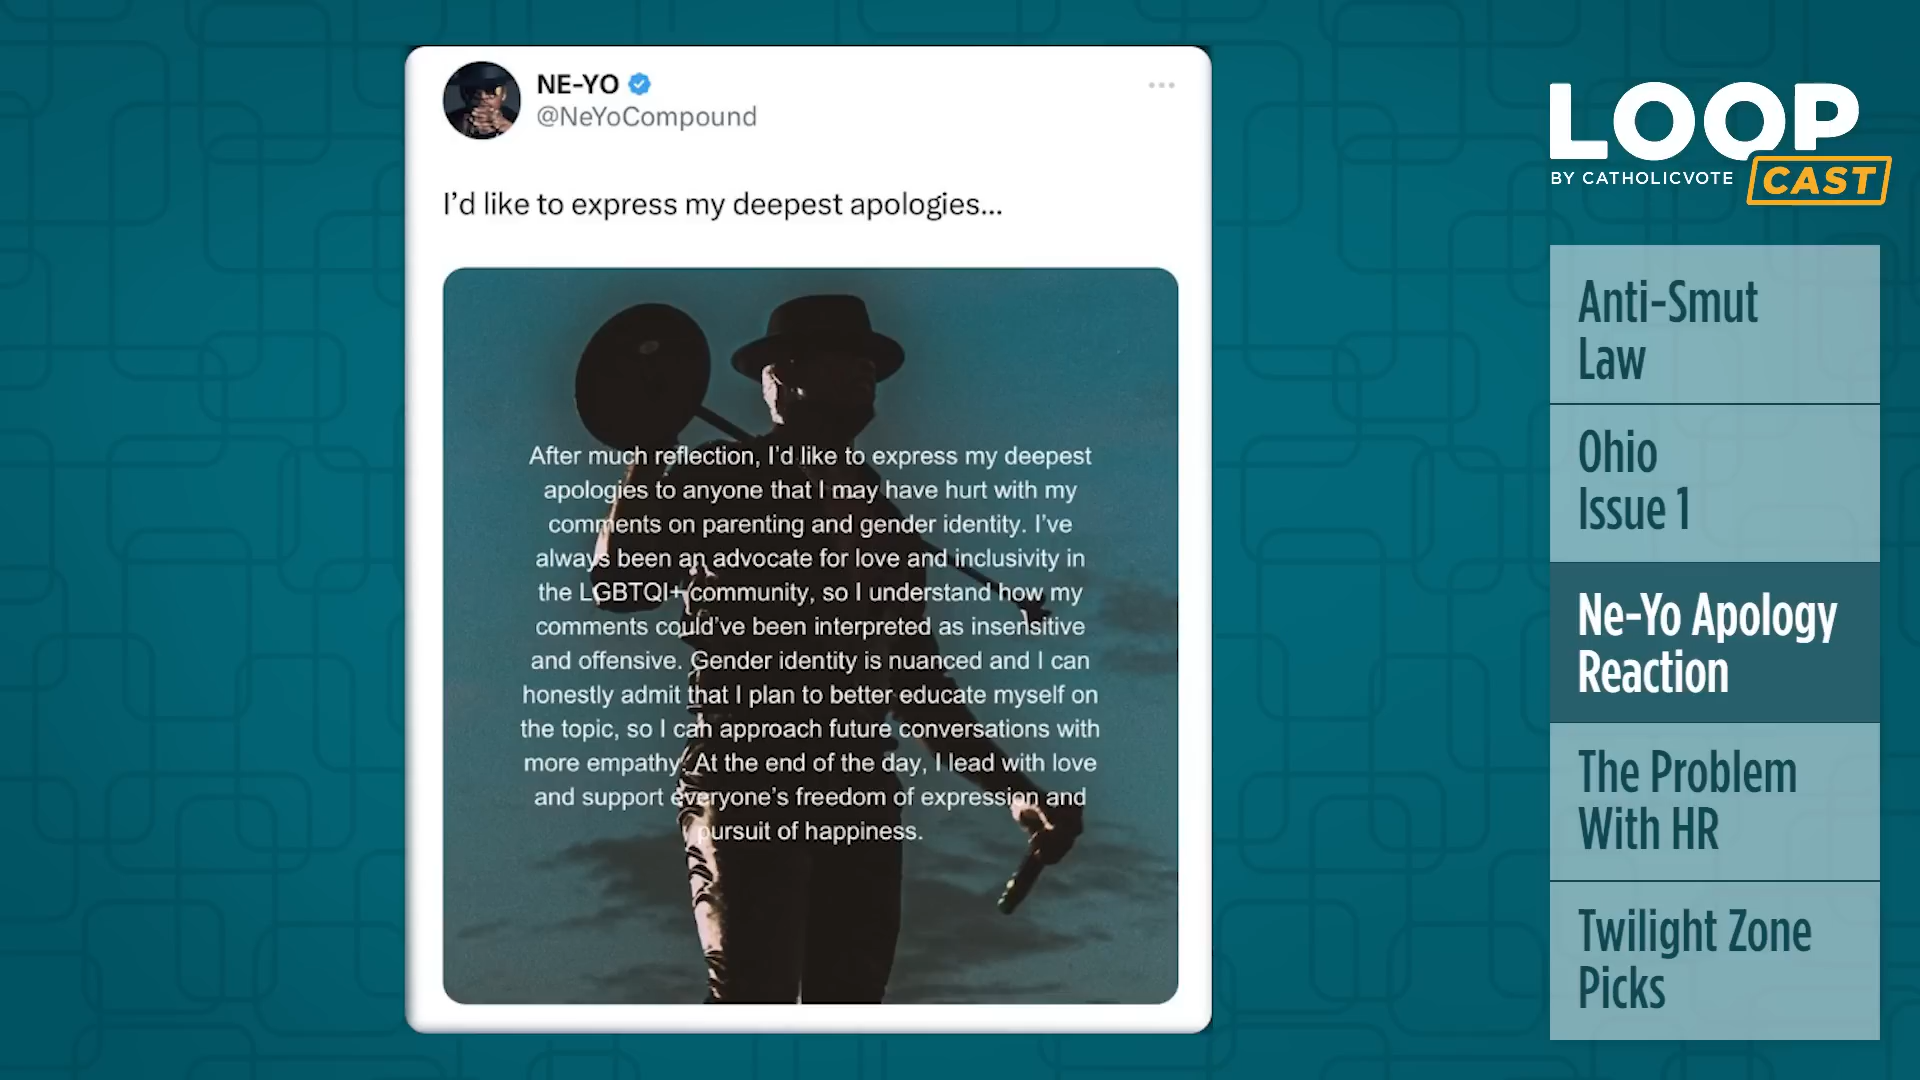 NE-YO
@NeYoCompound
I'd like to express my deepest apologies...
After much reflection, I'd like to express my deepest
apologies to anyone that I may have hurt with my
comments on parenting and gender identity. I've
always been an advocate for love and inclusivity in
the LGBTQI+ community, so I understand how my
comments could've been interpreted as insensitive
and offensive. Gender identity is nuanced and I can
honestly admit that I plan to better educate myself on
the topic, so I can approach future conversations with
more empathy. At the end of the day, I lead with love
and support everyone's freedom of expression and
pursuit of happiness.
LOOP
BY CATHOLICVOTE
CAST
Anti-Smut
Law
Ohio
Issue 1
Ne-Yo Apology
Reaction
The Problem
With HR
Twilight Zone
Picks